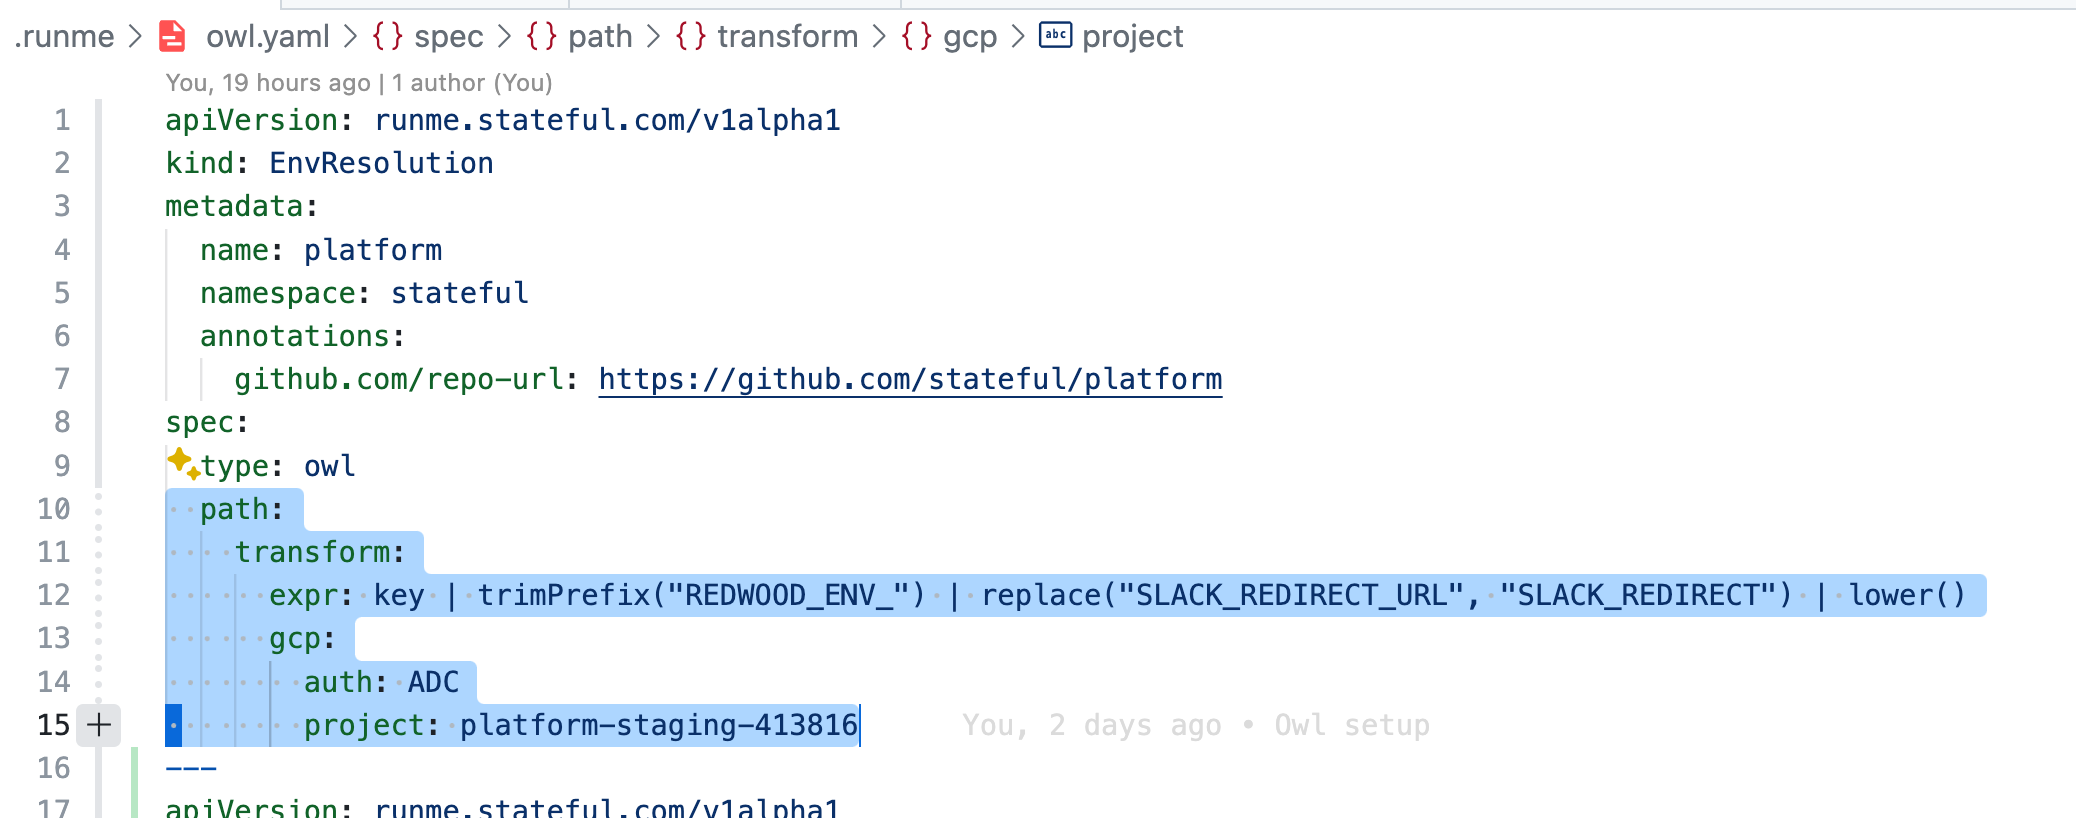 .runme > owl.yaml > {} spec > {} path > {} transform > {} gcp > abc project
You, 19 hours ago | 1 author (You)
1 apiVersion: runme.stateful.com/v1alpha1
2 kind: EnvResolution
3 metadata:
4   name: platform
5   namespace: stateful
6   annotations:
7     github.com/repo-url: https://github.com/stateful/platform
8 spec:
9   type: owl
10   path:
11     transform:
12       expr: key | trimPrefix("REDWOOD_ENV_") | replace("SLACK_REDIRECT_URL", "SLACK_REDIRECT") | lower()
13       gcp:
14         auth: ADC
15 +         project: platform-staging-413816 You, 2 days ago • Owl setup
16 ---
17 apiVersion: runme.stateful.com/v1alpha1